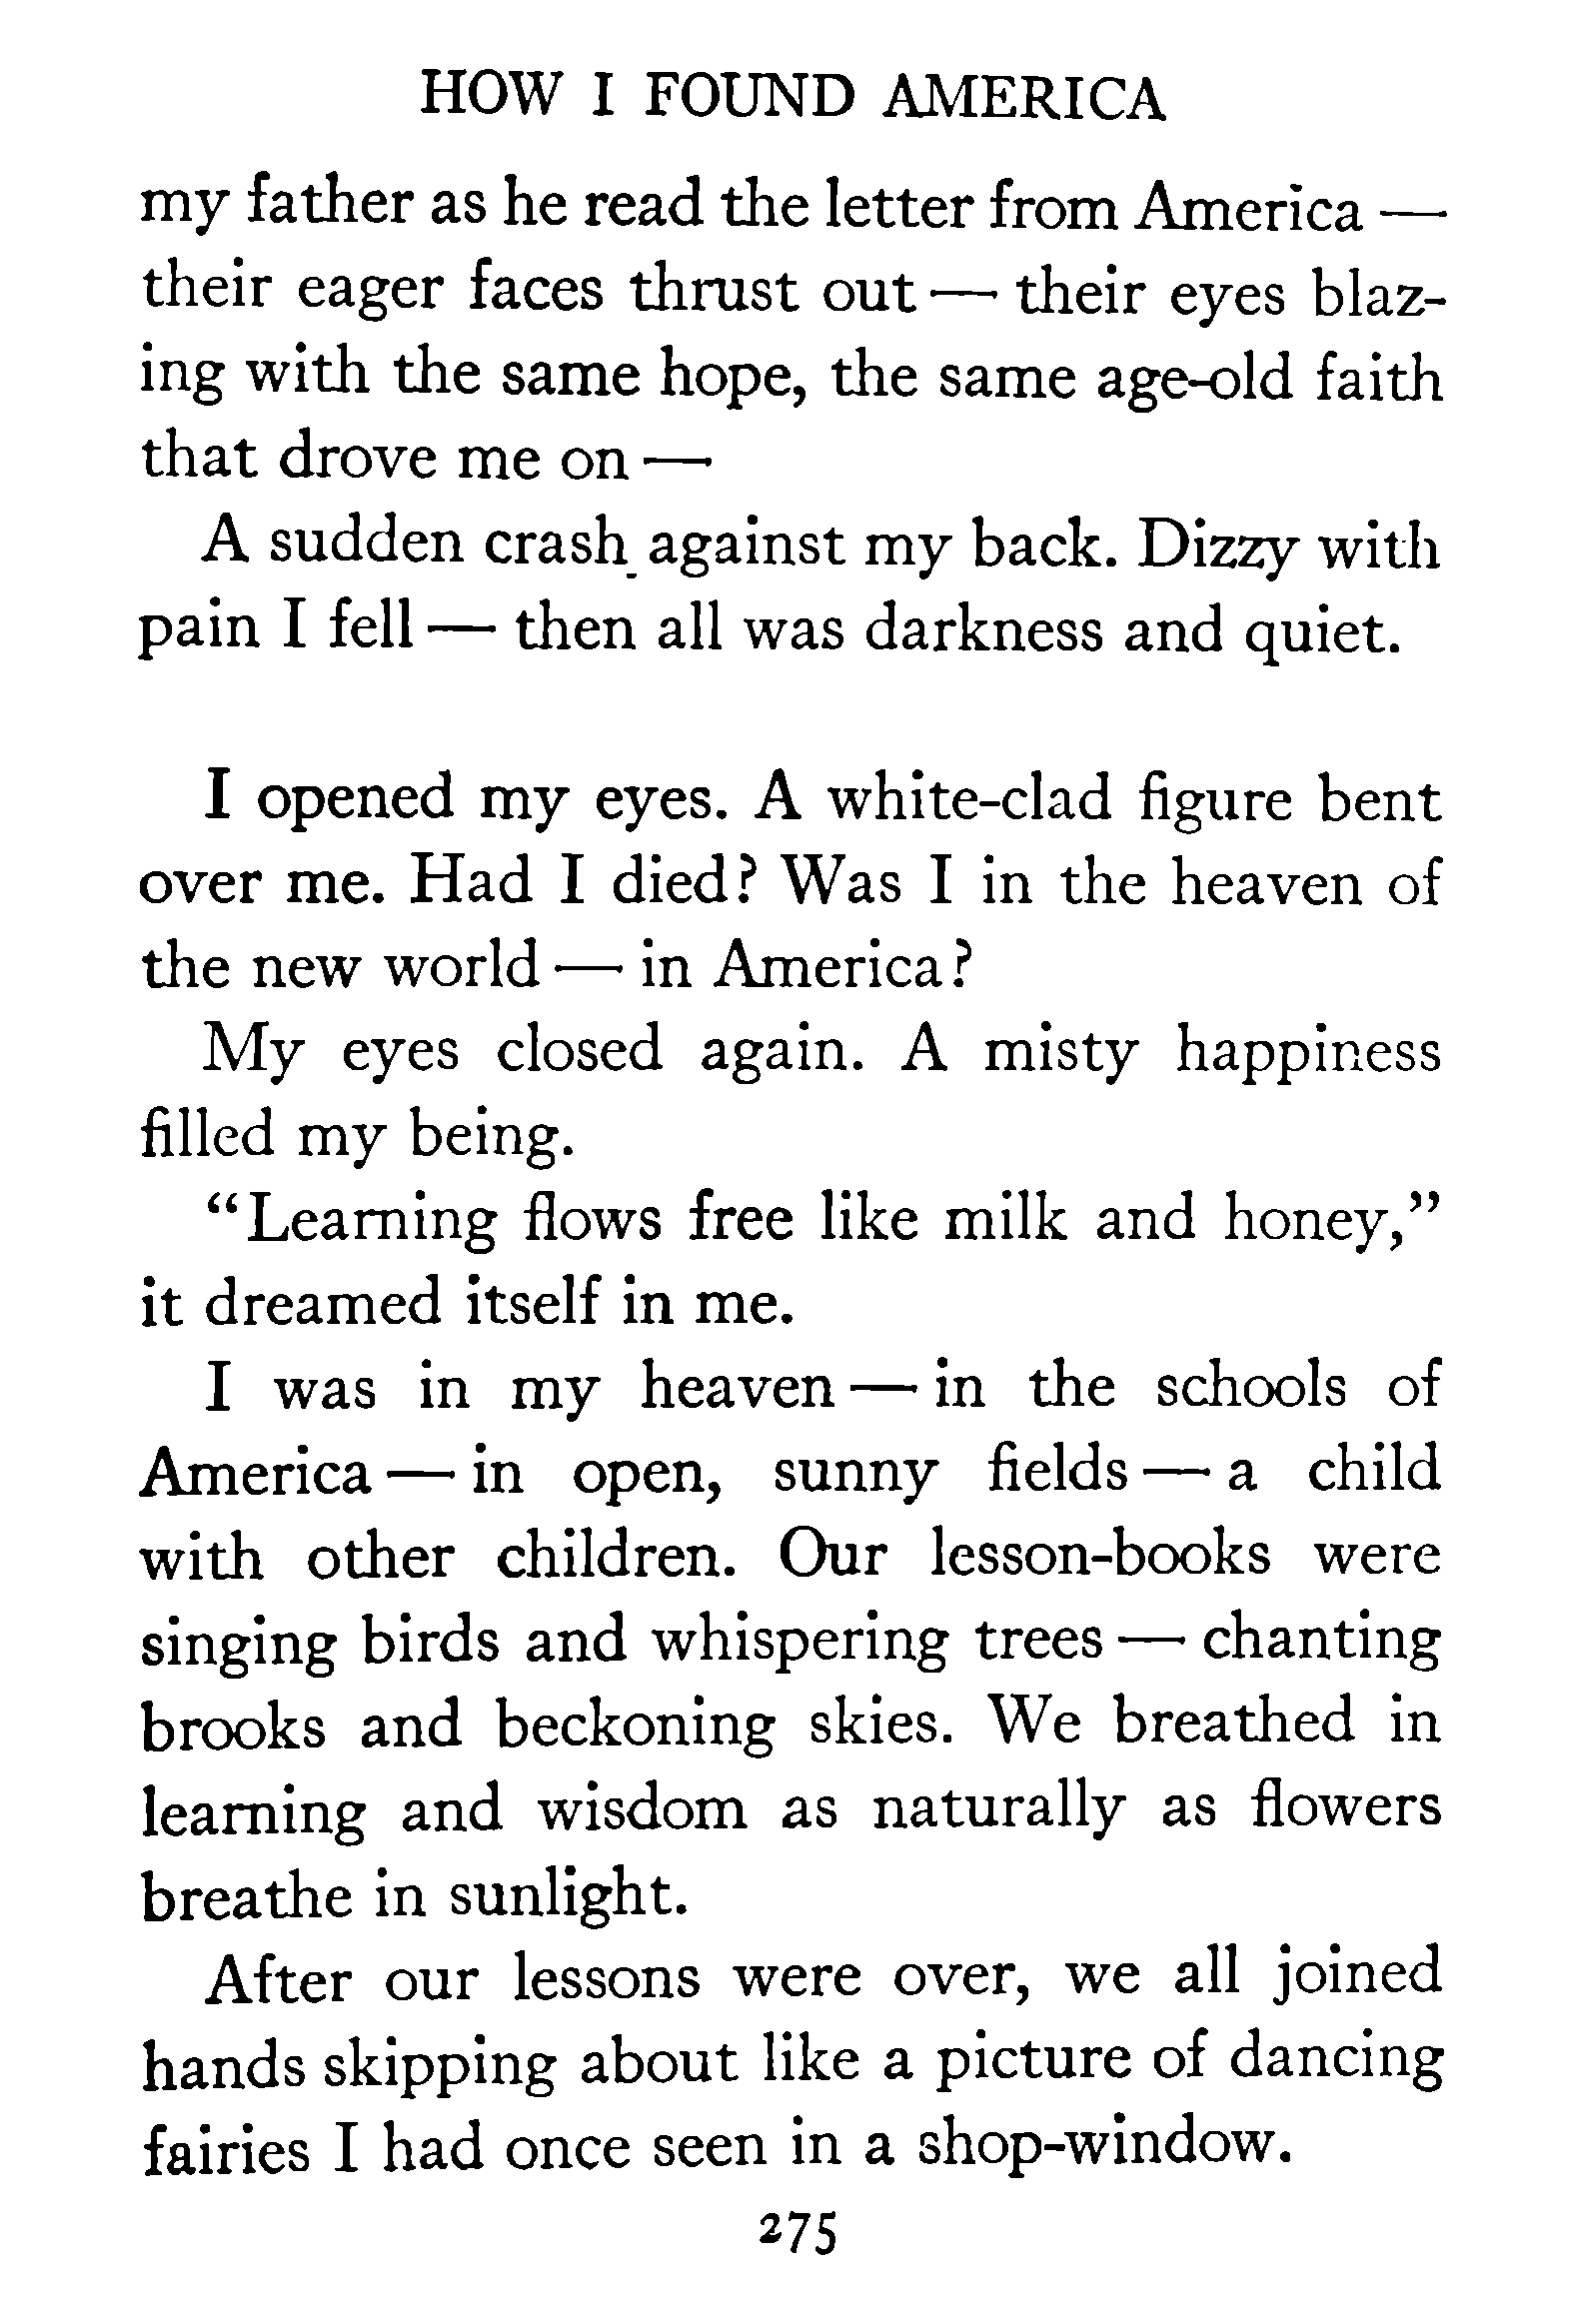 HOW I FOUND AMERICA
my father as he read the letter from America —
their eager faces thrust out — their eyes blaz-
ing with the same hope, the same age-old faith
that drove me on —
A sudden crash against my back. Dizzy with
pain I fell — then all was darkness and quiet.
I opened my eyes. A white-clad figure bent
over me. Had I died? Was I in the heaven of
the new world — in America?
My eyes closed again. A misty happiness
filled my being.
“Learning flows free like milk and honey,”
it dreamed itself in me.
I was in my heaven — in the schools of
America — in open, sunny fields — a child
with other children. Our lesson-books were
singing birds and whispering trees — chanting
brooks and beckoning skies. We breathed in
learning and wisdom as naturally as flowers
breathe in sunlight.
After our lessons were over, we all joined
hands skipping about like a picture of dancing
fairies I had once seen in a shop-window.
275